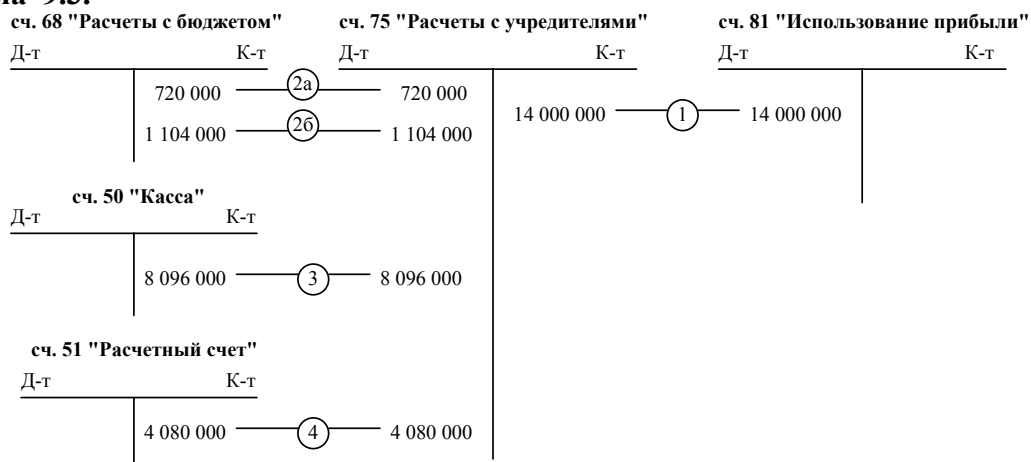 9.5.
сч. 68 "Расчеты с бюджетом" сч. 75 "Расчеты с учредителями" сч. 81 "Использование прибыли"
Д-т К-т Д-т К-т Д-т К-т
720 000 2а 720 000
14 000 000 1 14 000 000
1 104 000 2б 1 104 000
сч. 50 "Касса"
Д-т К-т
8 096 000 3 8 096 000
сч. 51 "Расчетный счет"
Д-т К-т
4 080 000 4 4 080 000